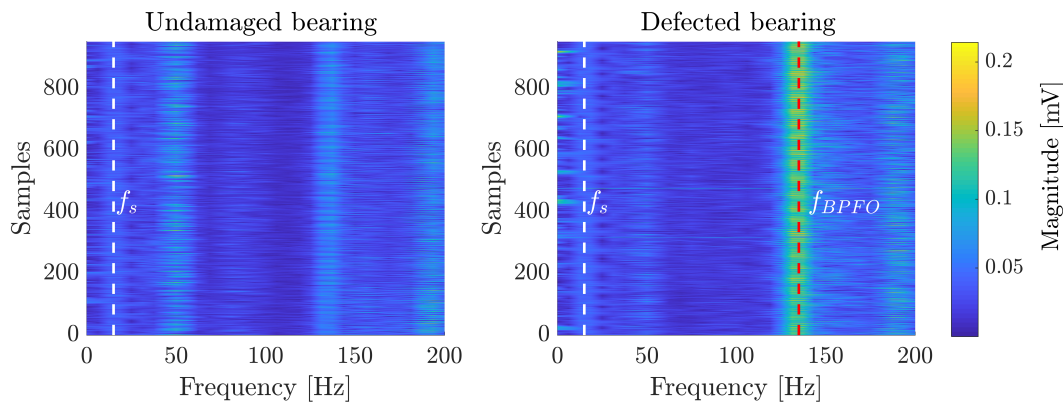 Undamaged bearing
800
600
400
200
0
Samples
f_s
0 50 100 150 200
Frequency [Hz]
Defected bearing
800
600
400
200
0
Samples
f_s
f_BPFO
0 50 100 150 200
Frequency [Hz]
0.2
0.15
0.1
0.05
Magnitude [mV]